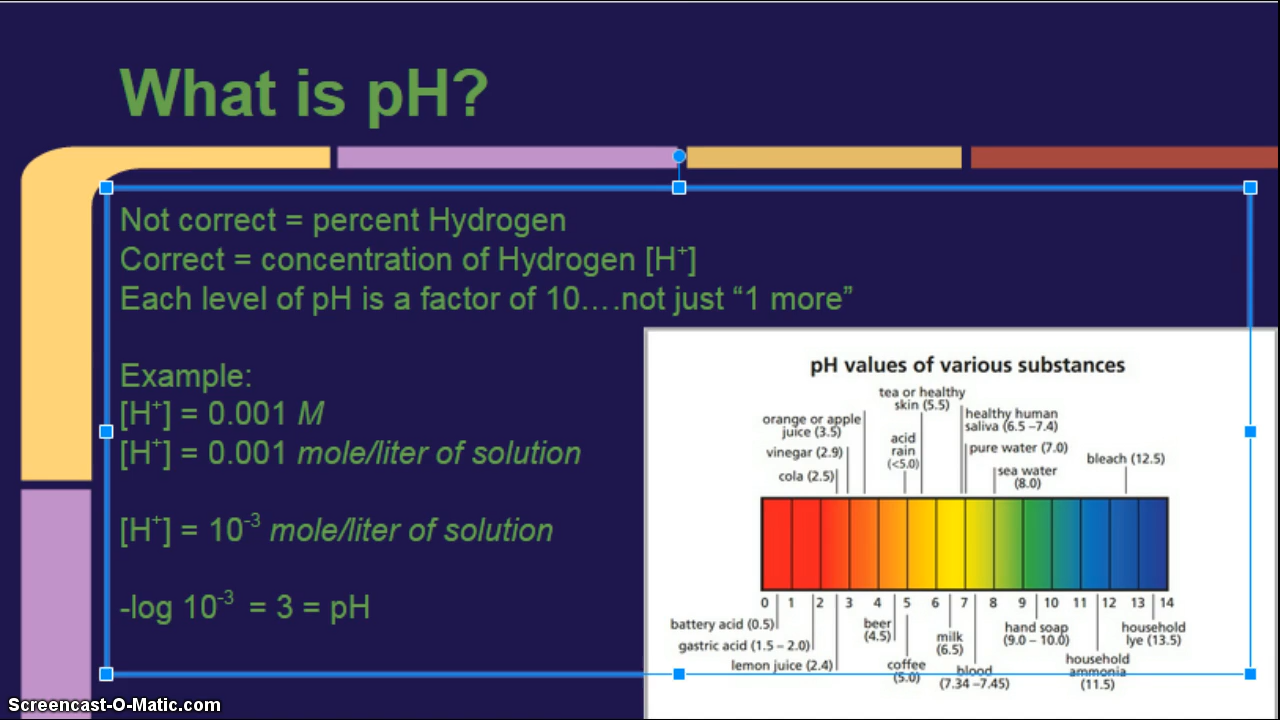 What is pH?
Not correct = percent Hydrogen
Correct = concentration of Hydrogen [H⁺]
Each level of pH is a factor of 10....not just “1 more”
Example:
[H⁺] = 0.001 M
[H⁺] = 0.001 mole/liter of solution
[H⁺] = 10⁻³ mole/liter of solution
-log 10⁻³ = 3 = pH
pH values of various substances
tea or healthy
skin (5.5)
orange or apple
juice (3.5)
healthy human
saliva (6.5 –7.4)
acid
rain
(<5.0)
vinegar (2.9)
pure water (7.0)
cola (2.5)
sea water
(8.0)
bleach (12.5)
0 1 2 3 4 5 6 7 8 9 10 11 12 13 14
battery acid (0.5)
gastric acid (1.5 – 2.0)
lemon juice (2.4)
beer
(4.5)
coffee
(5.0)
milk
(6.5)
blood
(7.34 –7.45)
hand soap
(9.0 – 10.0)
household
ammonia
(11.5)
household
lye (13.5)
Screencast-O-Matic.com